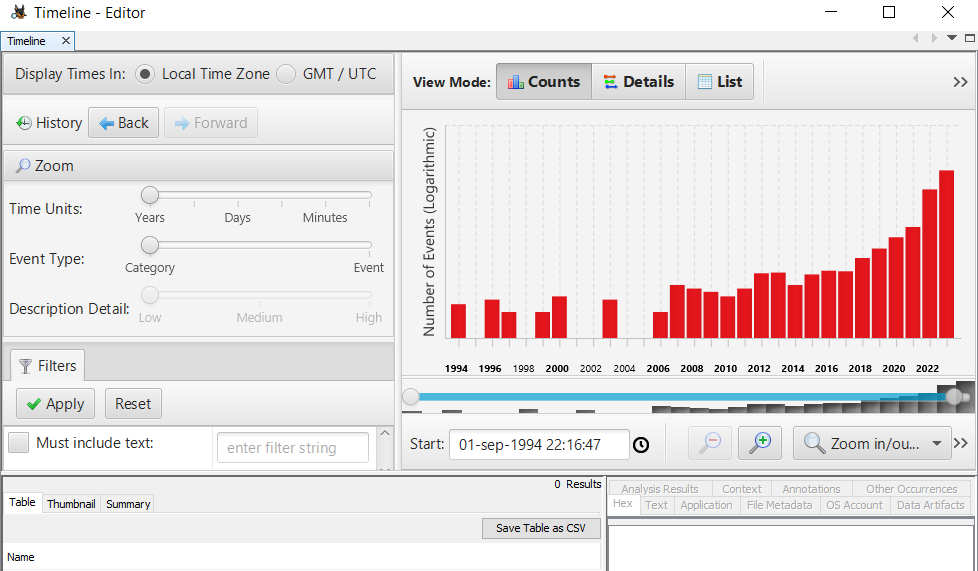 Timeline - Editor
Timeline
Display Times In: Local Time Zone GMT / UTC
History Back Forward
Zoom
Time Units:
Years Days Minutes
Event Type:
Category Event
Description Detail:
Low Medium High
Filters
Apply Reset
Must include text: enter filter string
View Mode: Counts Details List
Number of Events (Logarithmic)
1994 1996 1998 2000 2002 2004 2006 2008 2010 2012 2014 2016 2018 2020 2022
Start: 01-sep-1994 22:16:47 Zoom in/ou...
0 Results
Table Thumbnail Summary
Save Table as CSV
Name
Analysis Results Context Annotations Other Occurrences
Hex Text Application File Metadata OS Account Data Artifacts